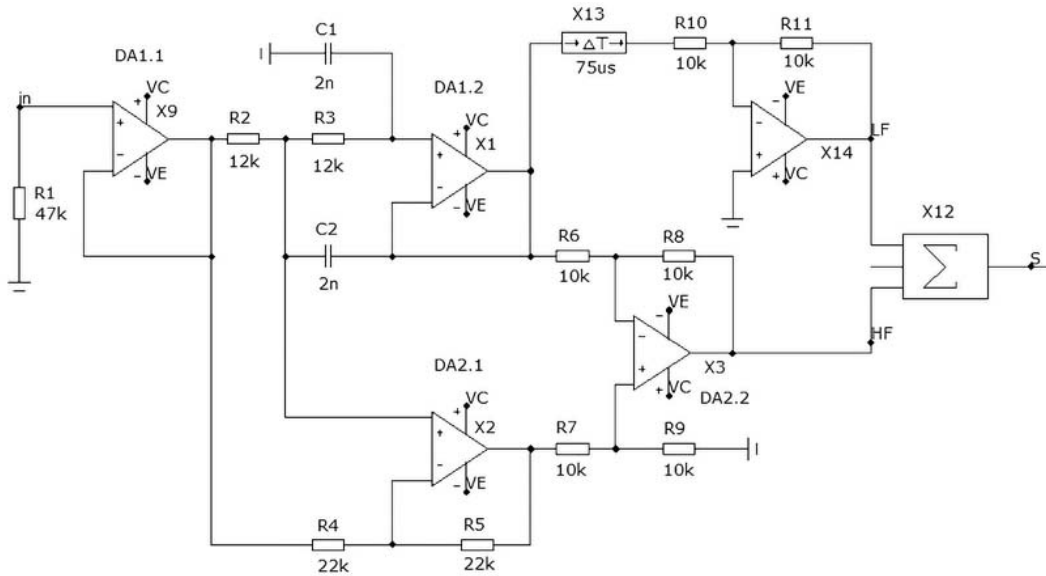 X13
R10
R11
ΔT
75us
10k
10k
C1
2n
DA1.1
VC
X9
+
+
-
-
VE
in
R1
47k
R2
12k
R3
12k
DA1.2
+
VC
X1
+
-
-
VE
VE
-
-
+
+
VC
X14
LF
C2
2n
R6
10k
R8
10k
X12
Σ
S
VE
-
-
+
+
VC
X3
DA2.2
HF
DA2.1
+
VC
X2
+
-
-
VE
R7
10k
R9
10k
R4
22k
R5
22k